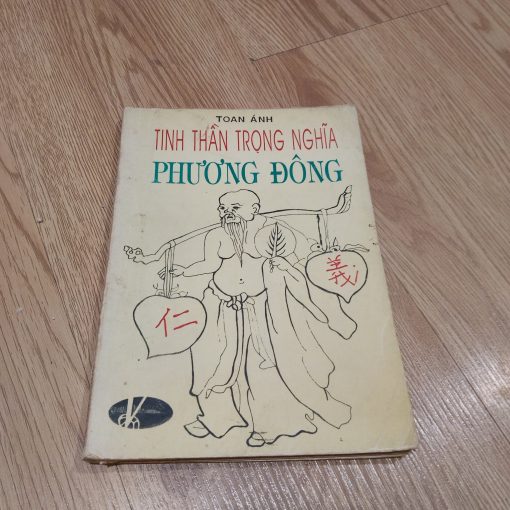 TOAN ÁNH
TINH THẦN TRỌNG NGHĨA
PHƯƠNG ĐÔNG
仁
義